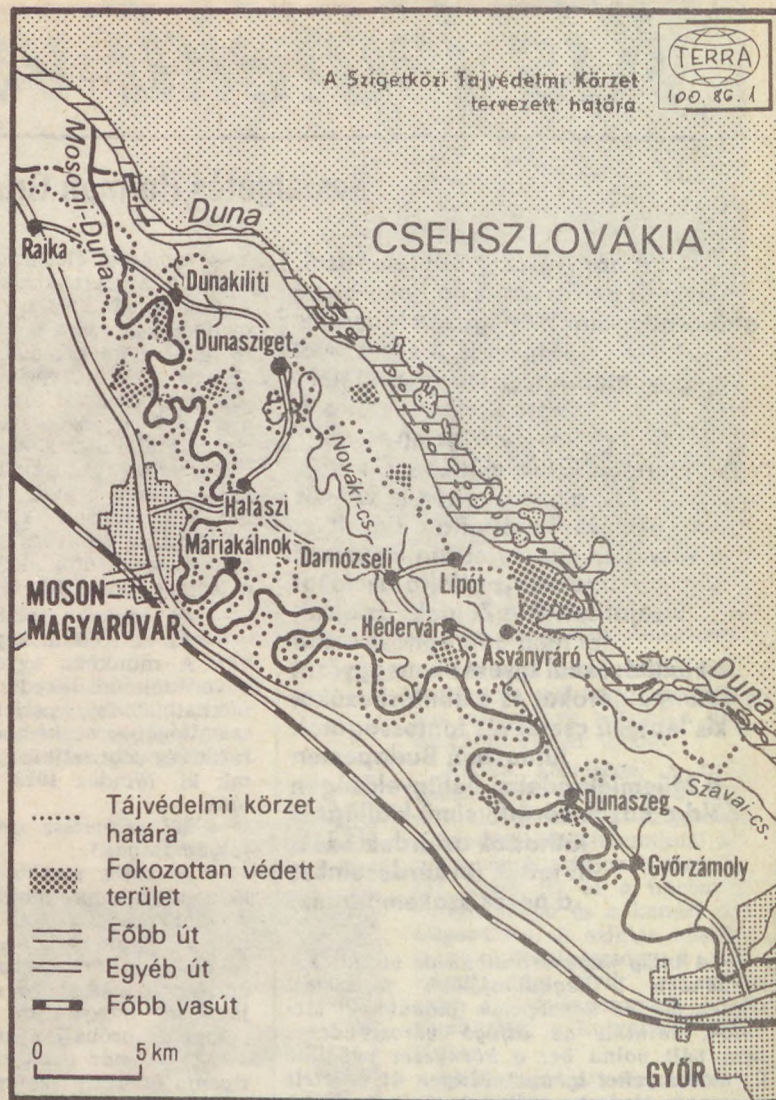 A Szigetközi Tájvédelmi Körzet
tervezett határa
TERRA
100.86.1
Mosoni-Duna
Duna
CSEHSZLOVÁKIA
Rajka
Dunakiliti
Dunasziget
Nováki-cs.
Halászi
Máriakálnok
Darnózseli
Lipót
MOSON-
MAGYARÓVÁR
Hédervár
Ásványráró
Duna
Szavai-cs.
Dunaszeg
Győrzámoly
GYŐR
Tájvédelmi körzet
határa
Fokozottan védett
terület
Főbb út
Egyéb út
Főbb vasút
0
5 km